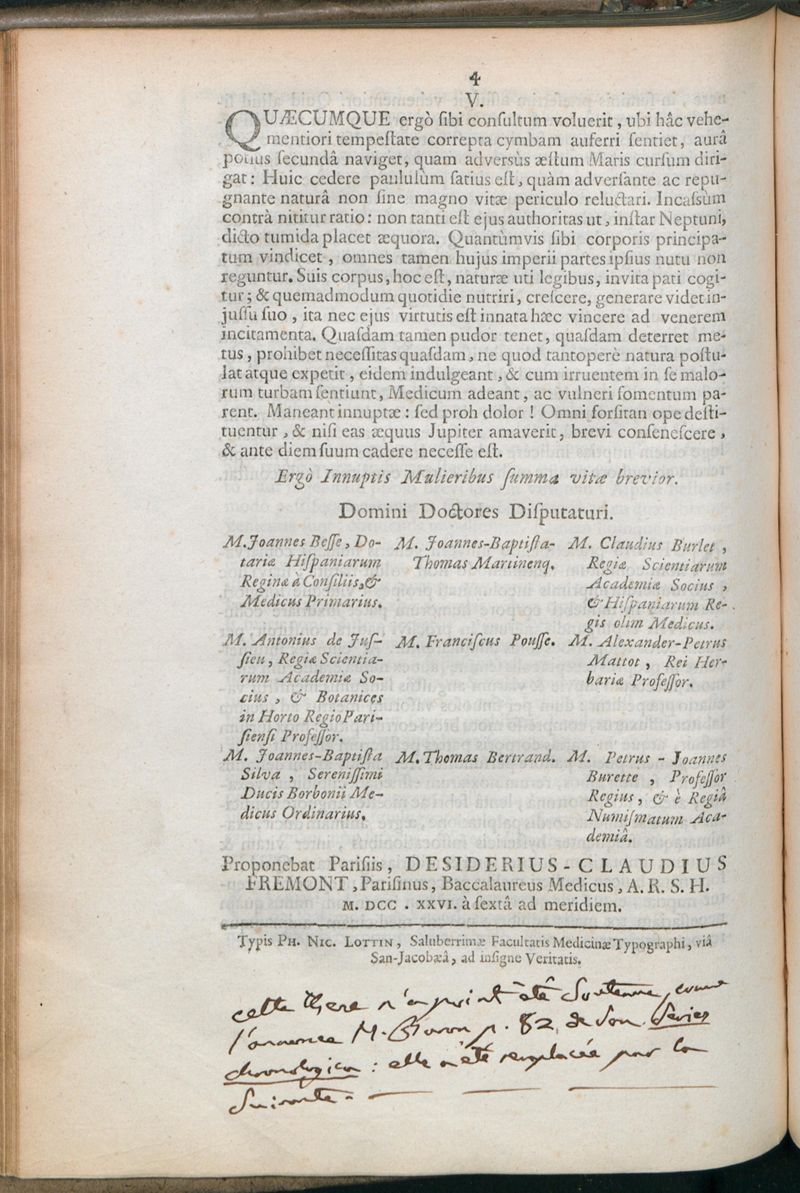 4
V.
QUÆCUMQUE ergò ſibi conſultum voluerit, ubi hâc vehe-
mentiori tempeſtate correpta cymbam auferri ſentiet, aurâ
potiùs ſecundâ naviget, quam adversùs æſtum Maris curſum diri-
gat: Huic cedere paululùm ſatius eſt, quàm adverſante ac repu-
gnante naturâ non ſine magno vitæ periculo reluctari. Incaſsùm
contrà nititur ratio: non tanti eſt ejus authoritas ut, inſtar Neptuni,
dicto tumida placet æquora. Quantùmvis ſibi corporis principa-
tum vindicet, omnes tamen hujus imperii partes ipſius nutu non
reguntur. Suis corpus, hoc eſt, naturæ uti legibus, invita pati cogi-
tur; & quemadmodum quotidie nutriri, creſcere, generare videt in-
juſſu ſuo, ita nec ejus virtutis eſt innata hæc vincere ad venerem
incitamenta. Quaſdam tamen pudor tenet, quaſdam deterret me-
tus, prohibet neceſſitas quaſdam, ne quod tantoperè natura poſtu-
lat atque expetit, eidem indulgeant, & cum irruentem in ſe malo-
rum turbam ſentiunt, Medicum adeant, ac vulneri fomentum pa-
rent. Maneant innuptæ: ſed proh dolor! Omni forſitan ope deſti-
tuentur, & niſi eas æquus Jupiter amaverit, brevi conſeneſcere,
& ante diem ſuum cadere neceſſe eſt.
Ergò Innuptis Mulieribus ſumma vitæ brevior.
Domini Doctores Diſputaturi.
M. Joannes Beſſe, Do-
tariæ Hiſpaniarum
Reginæ à Conſiliis, &
Medicus Primarius.
M. Joannes-Baptiſta-
Thomas Martinenq.
M. Claudius Burlet,
Regiæ Scientiarum
Academiæ Socius,
& Hiſpaniarum Re-
gis olim Medicus.
M. Antonius de Juſ-
ſieu, Regiæ Scientia-
rum Academiæ So-
cius, & Botanices
in Horto Regio Pari-
ſienſi Profeſſor.
M. Franciſcus Pouſſe.
M. Alexander-Petrus
Mattot, Rei Her-
bariæ Profeſſor.
M. Joannes-Baptiſta
Silva, Sereniſſimi
Ducis Borbonii Me-
dicus Ordinarius.
M. Thomas Bertrand.
M. Petrus-Joannes
Burette, Profeſſor
Regius, & è Regiâ
Numiſmatum Aca-
demiâ.
Proponebat Pariſiis, DESIDERIUS-CLAUDIUS
FREMONT, Pariſinus, Baccalaureus Medicus, A. R. S. H.
M. DCC. XXVI. à ſextâ ad meridiem.
Typis PH. NIC. LOTTIN, Saluberrimæ Facultatis Medicinæ Typographi, viâ
San-Jacobæâ, ad inſigne Veritatis.
cette these n'a point été Soutenue, comme
l'annonce M. Baron p. 82, de son Series
chronologica : elle a été remplacée par la
Suivante.